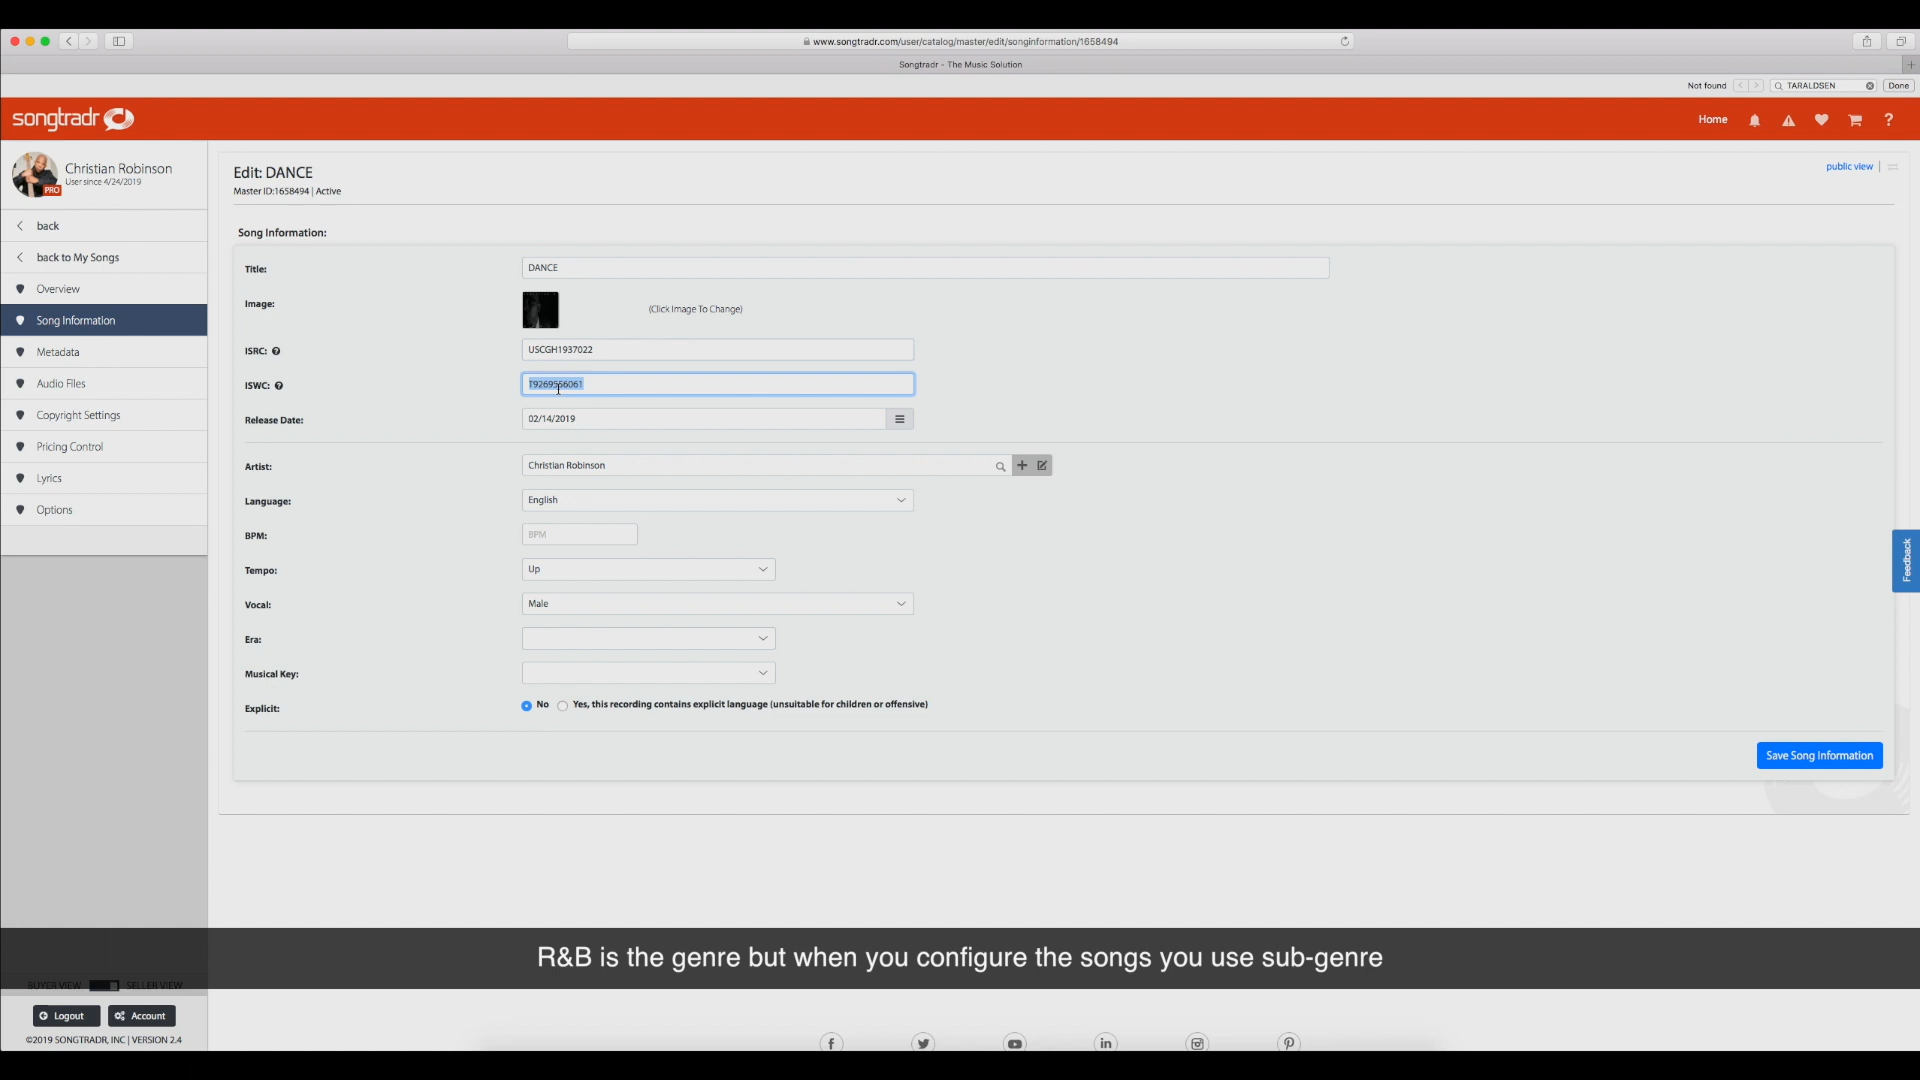 www.songtradr.com/user/catalog/master/edit/songinformation/1658494
Songtradr - The Music Solution
Not found
TARALDSEN
Done
songtradr
Home
?
Christian Robinson
User since 4/24/2019
PRO
Edit: DANCE
Master ID:1658494 | Active
public view
back
back to My Songs
Overview
Song Information
Metadata
Audio Files
Copyright Settings
Pricing Control
Lyrics
Options
Song Information:
Title: DANCE
Image: (Click Image To Change)
ISRC: USCGH1937022
ISWC: T9269556061
Release Date: 02/14/2019
Artist: Christian Robinson
Language: English
BPM: BPM
Tempo: Up
Vocal: Male
Era:
Musical Key:
Explicit: No Yes, this recording contains explicit language (unsuitable for children or offensive)
Save Song Information
Feedback
R&B is the genre but when you configure the songs you use sub-genre
BUYER VIEW SELLER VIEW
Logout Account
©2019 SONGTRADR, INC | VERSION 2.4